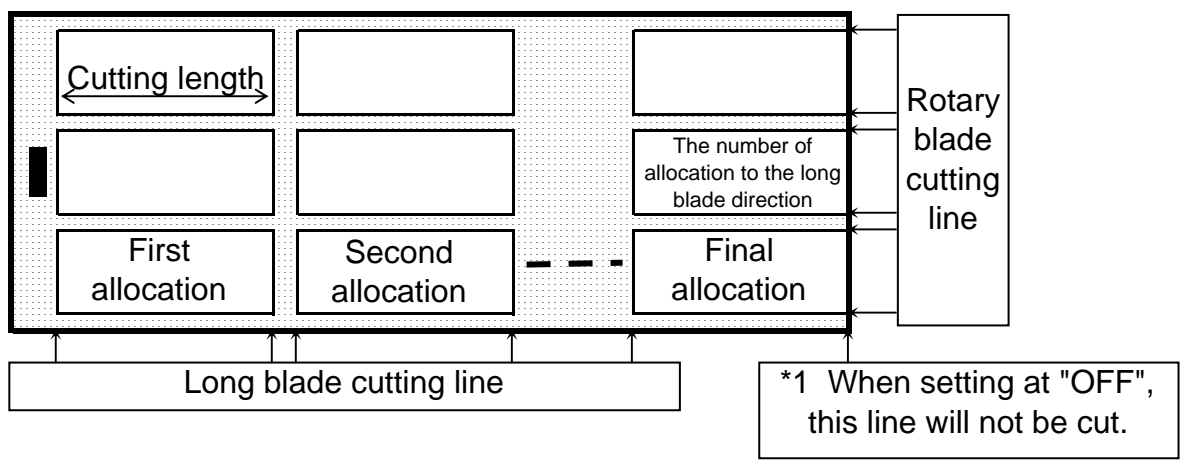 Cutting length
Rotary
blade
cutting
line
The number of
allocation to the long
blade direction
First
allocation
Second
allocation
Final
allocation
Long blade cutting line
*1 When setting at "OFF",
this line will not be cut.